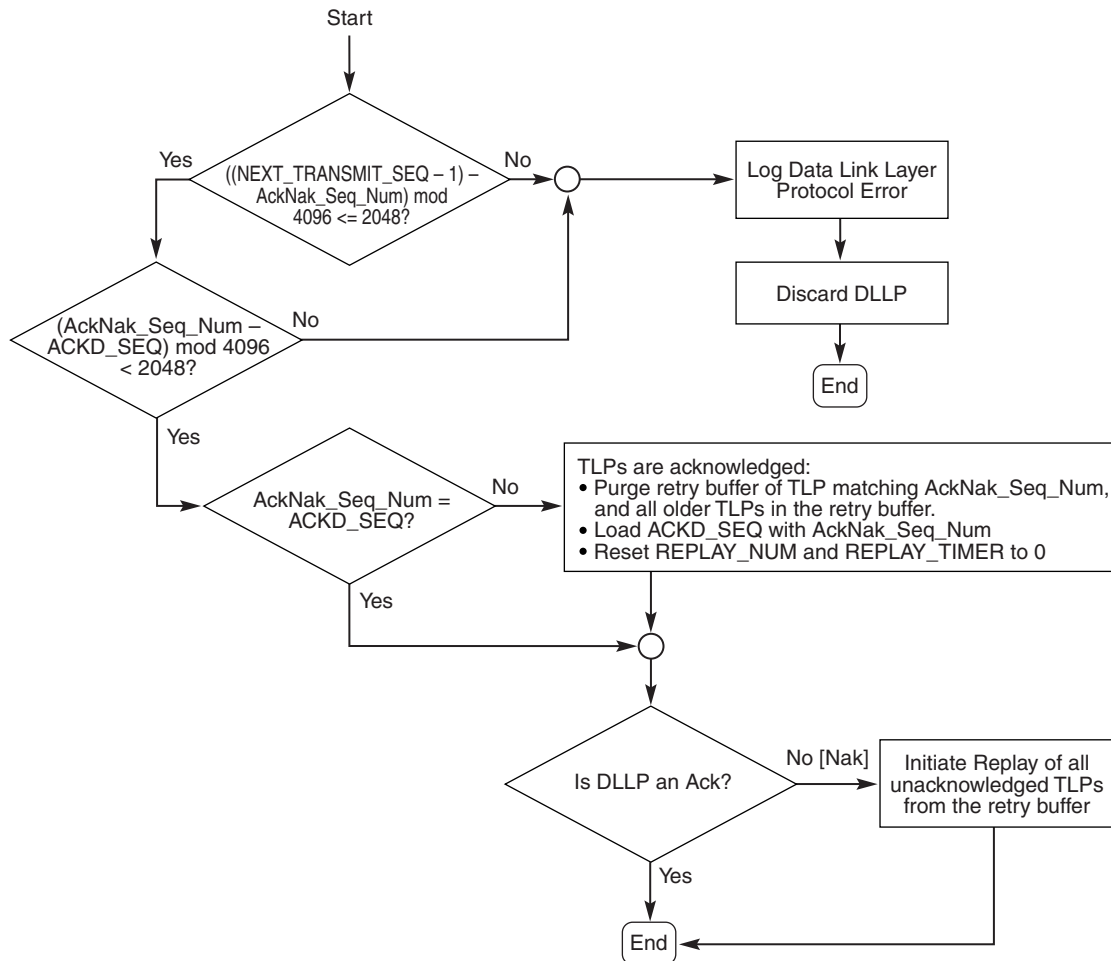 Start
Yes
((NEXT_TRANSMIT_SEQ – 1) –
AckNak_Seq_Num) mod
4096 <= 2048?
No
Log Data Link Layer
Protocol Error
Discard DLLP
End
(AckNak_Seq_Num –
ACKD_SEQ) mod 4096
< 2048?
No
Yes
AckNak_Seq_Num =
ACKD_SEQ?
No
Yes
TLPs are acknowledged:
• Purge retry buffer of TLP matching AckNak_Seq_Num,
and all older TLPs in the retry buffer.
• Load ACKD_SEQ with AckNak_Seq_Num
• Reset REPLAY_NUM and REPLAY_TIMER to 0
Is DLLP an Ack?
No [Nak]
Initiate Replay of all
unacknowledged TLPs
from the retry buffer
Yes
End